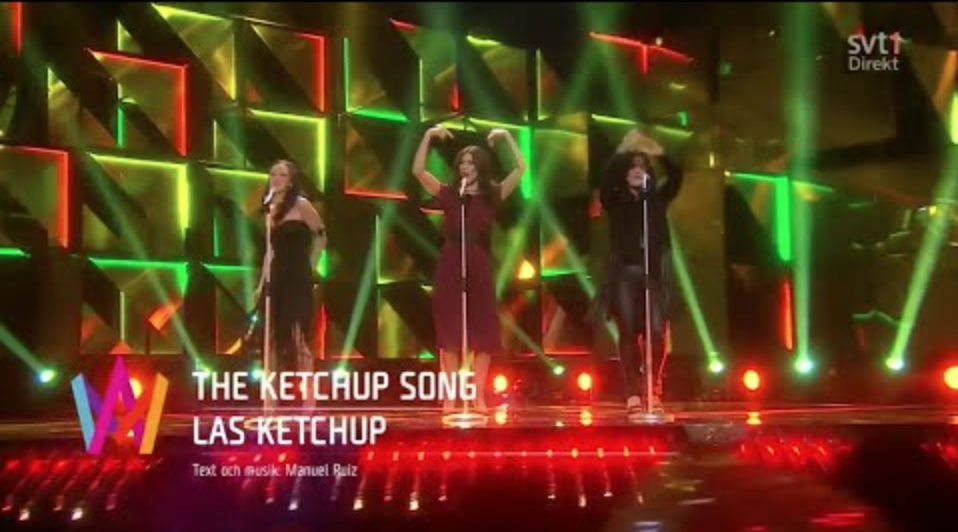 svt1
Direkt
THE KETCHUP SONG
LAS KETCHUP
Text och musik: Manuel Ruiz